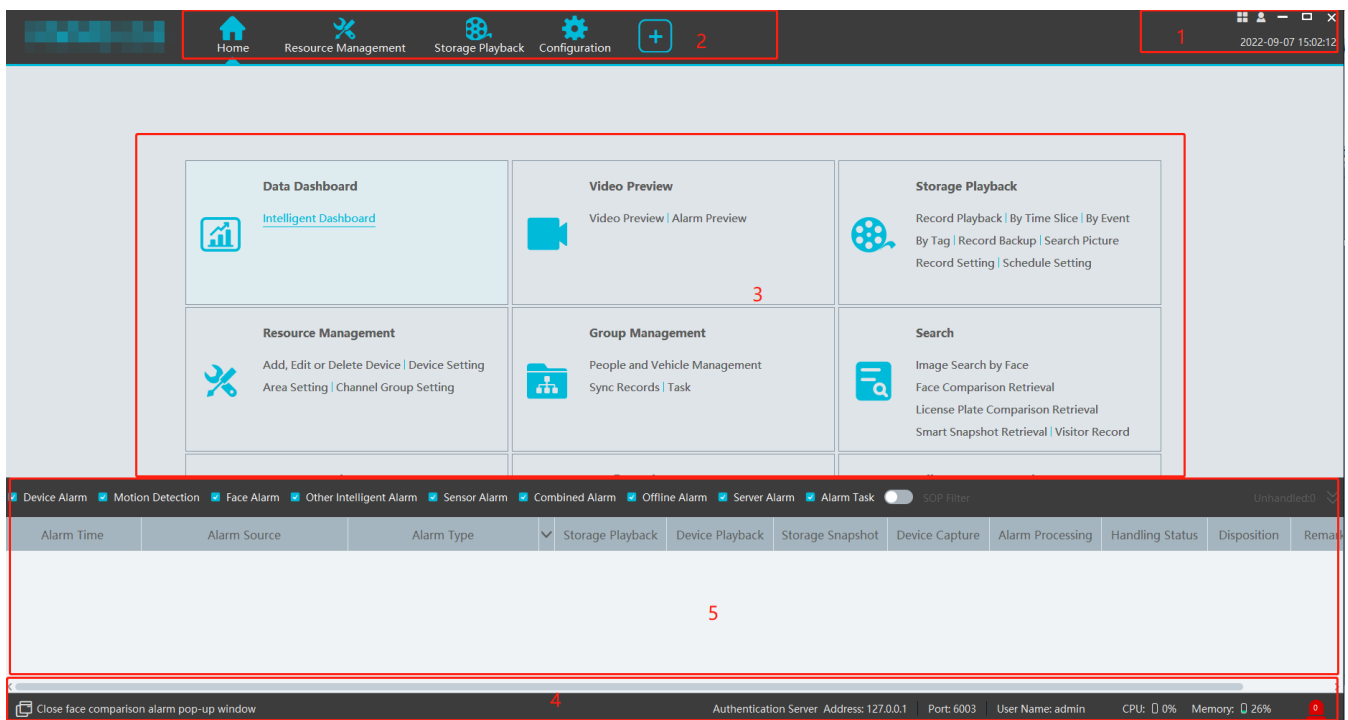 Home Resource Management Storage Playback Configuration + 2 1
2022-09-07 15:02:12
Data Dashboard
Intelligent Dashboard
Video Preview
Video Preview | Alarm Preview
Storage Playback
Record Playback | By Time Slice | By Event
By Tag | Record Backup | Search Picture
Record Setting | Schedule Setting
3
Resource Management
Add, Edit or Delete Device | Device Setting
Area Setting | Channel Group Setting
Group Management
People and Vehicle Management
Sync Records | Task
Search
Image Search by Face
Face Comparison Retrieval
License Plate Comparison Retrieval
Smart Snapshot Retrieval | Visitor Record
Device Alarm Motion Detection Face Alarm Other Intelligent Alarm Sensor Alarm Combined Alarm Offline Alarm Server Alarm Alarm Task SOP Filter Unhandled:0
Alarm Time Alarm Source Alarm Type Storage Playback Device Playback Storage Snapshot Device Capture Alarm Processing Handling Status Disposition Remark
5
4
Close face comparison alarm pop-up window Authentication Server Address: 127.0.0.1 Port: 6003 User Name: admin CPU: 0% Memory: 26% 0